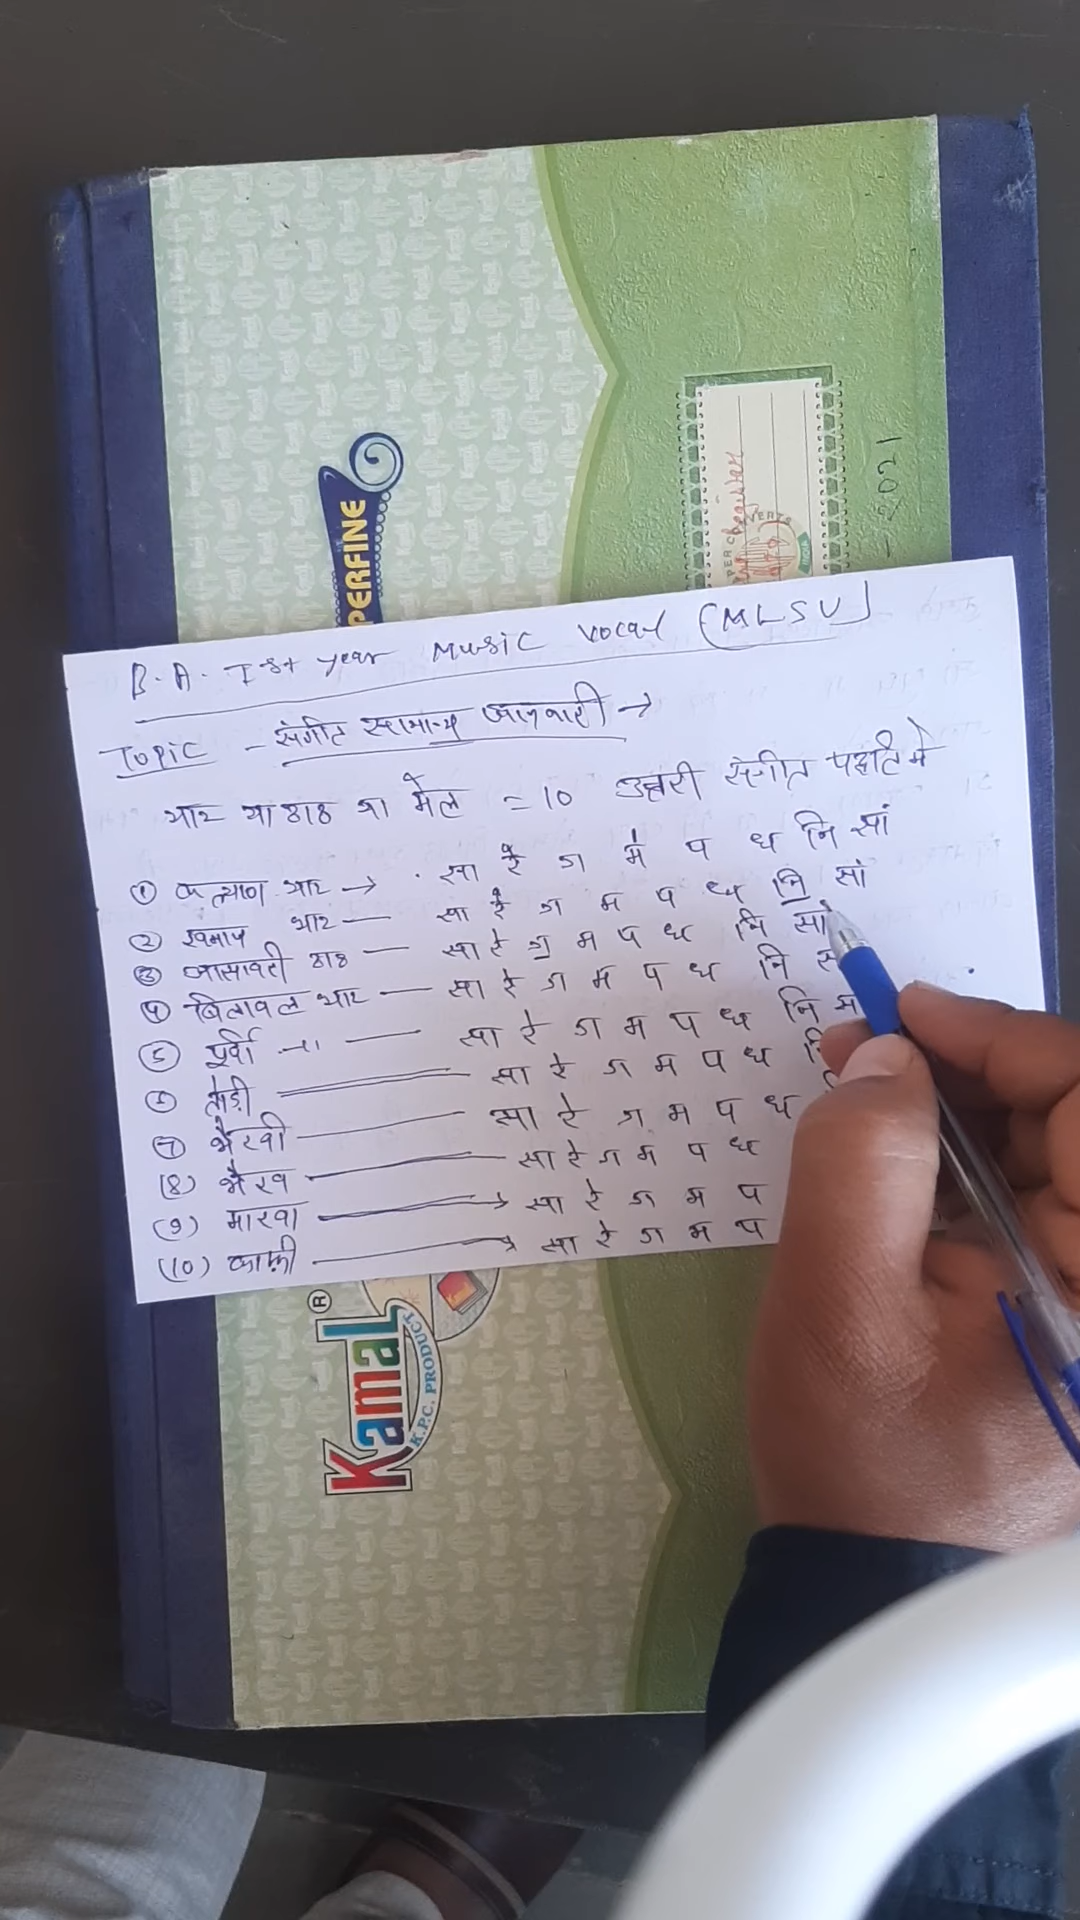 2021
PERFINE
B.A. Ist year Music vocal (MLSU)
Topic - संगीत सामान्य जानकारी →
थाट या ठाठ या मेल = 10 उत्तरी संगीत पद्धति मे
① कल्याण थाट → सा रे ग मे प ध नि सां
② खमाज थाट — सा रे ग म प ध नि सां
③ आसावरी ठाठ — सा रे ग म प ध नि सां
④ बिलावल थाट — सा रे ग म प ध नि
⑤ पूर्वी — सा रे ग म प ध नि
⑥ तोड़ी — सा रे ग म प ध
⑦ भैरवी — सा रे ग म प ध
(8) भैरव — सा रे ग म प ध
(9) मारवा → सा रे ग म प
(10) काफ़ी → सा रे ग म प
Kamal ®
K.P.C. PRODUCT